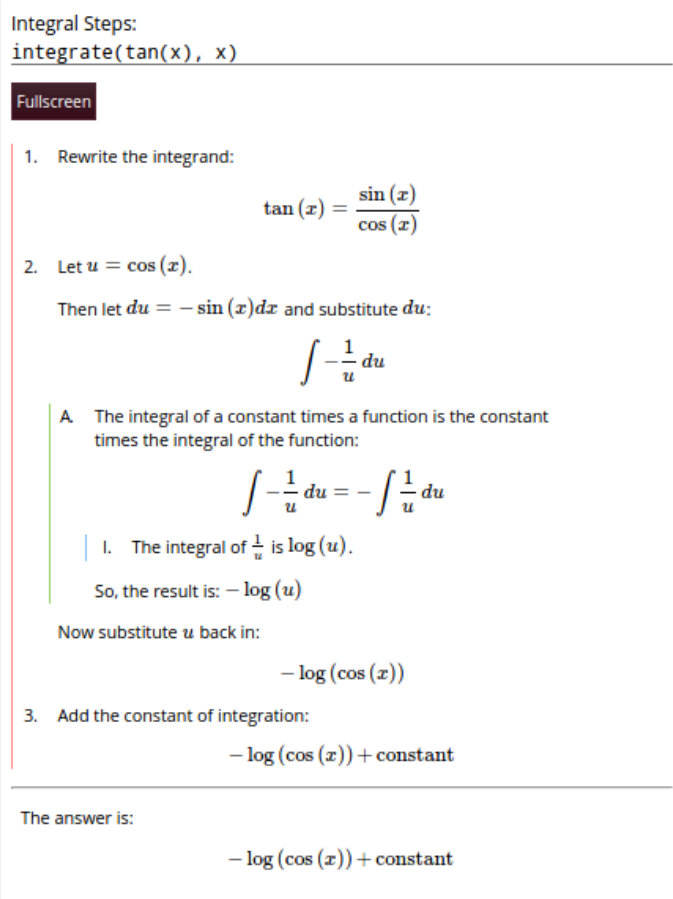 Integral Steps:
integrate(tan(x), x)
Fullscreen
1. Rewrite the integrand:
tan (x) = sin (x) / cos (x)
2. Let u = cos (x).
Then let du = − sin (x)dx and substitute du:
∫ − 1/u du
A The integral of a constant times a function is the constant
times the integral of the function:
∫ − 1/u du = − ∫ 1/u du
I. The integral of 1/u is log (u).
So, the result is: − log (u)
Now substitute u back in:
− log (cos (x))
3. Add the constant of integration:
− log (cos (x)) + constant
The answer is:
− log (cos (x)) + constant